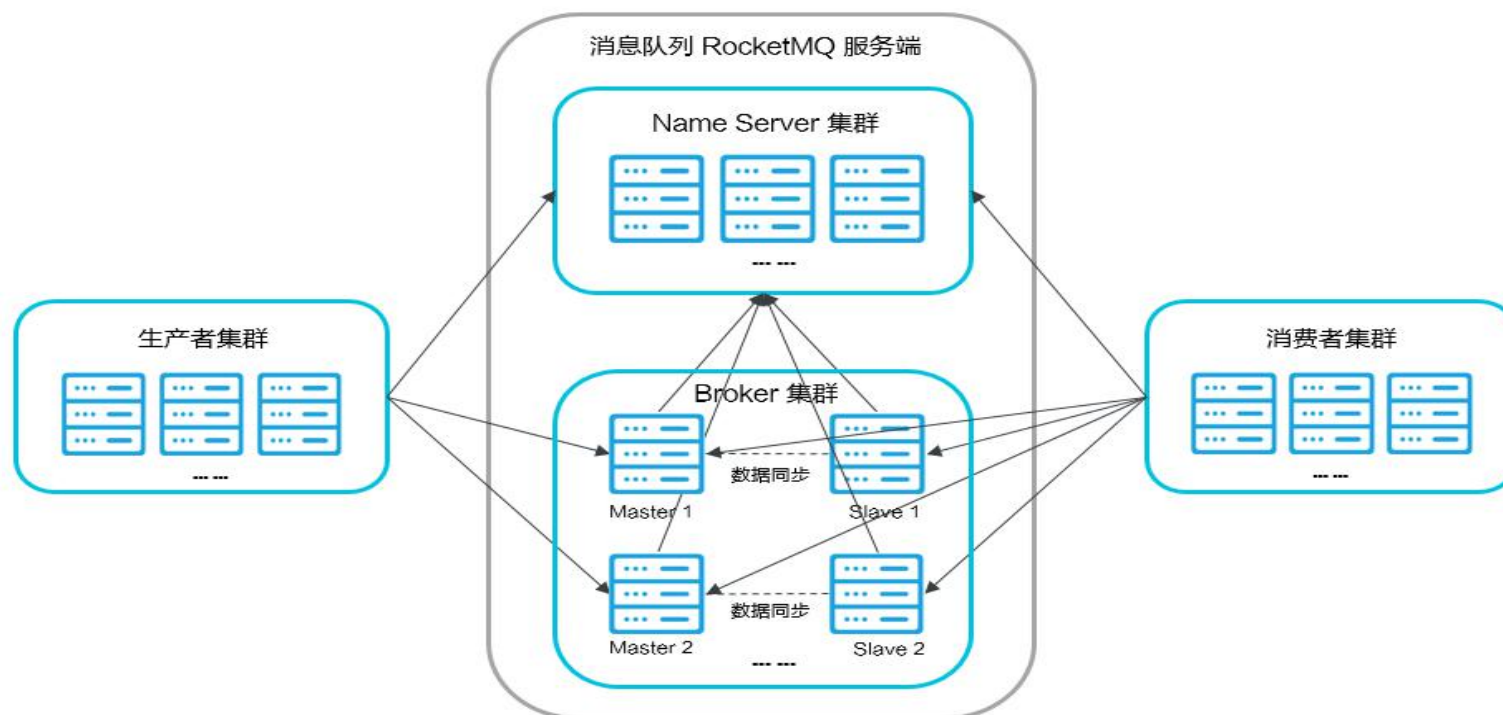 消息队列 RocketMQ 服务端
Name Server 集群
... ...
生产者集群
... ...
消费者集群
... ...
Broker 集群
数据同步
Master 1
Slave 1
数据同步
Master 2
Slave 2
... ...